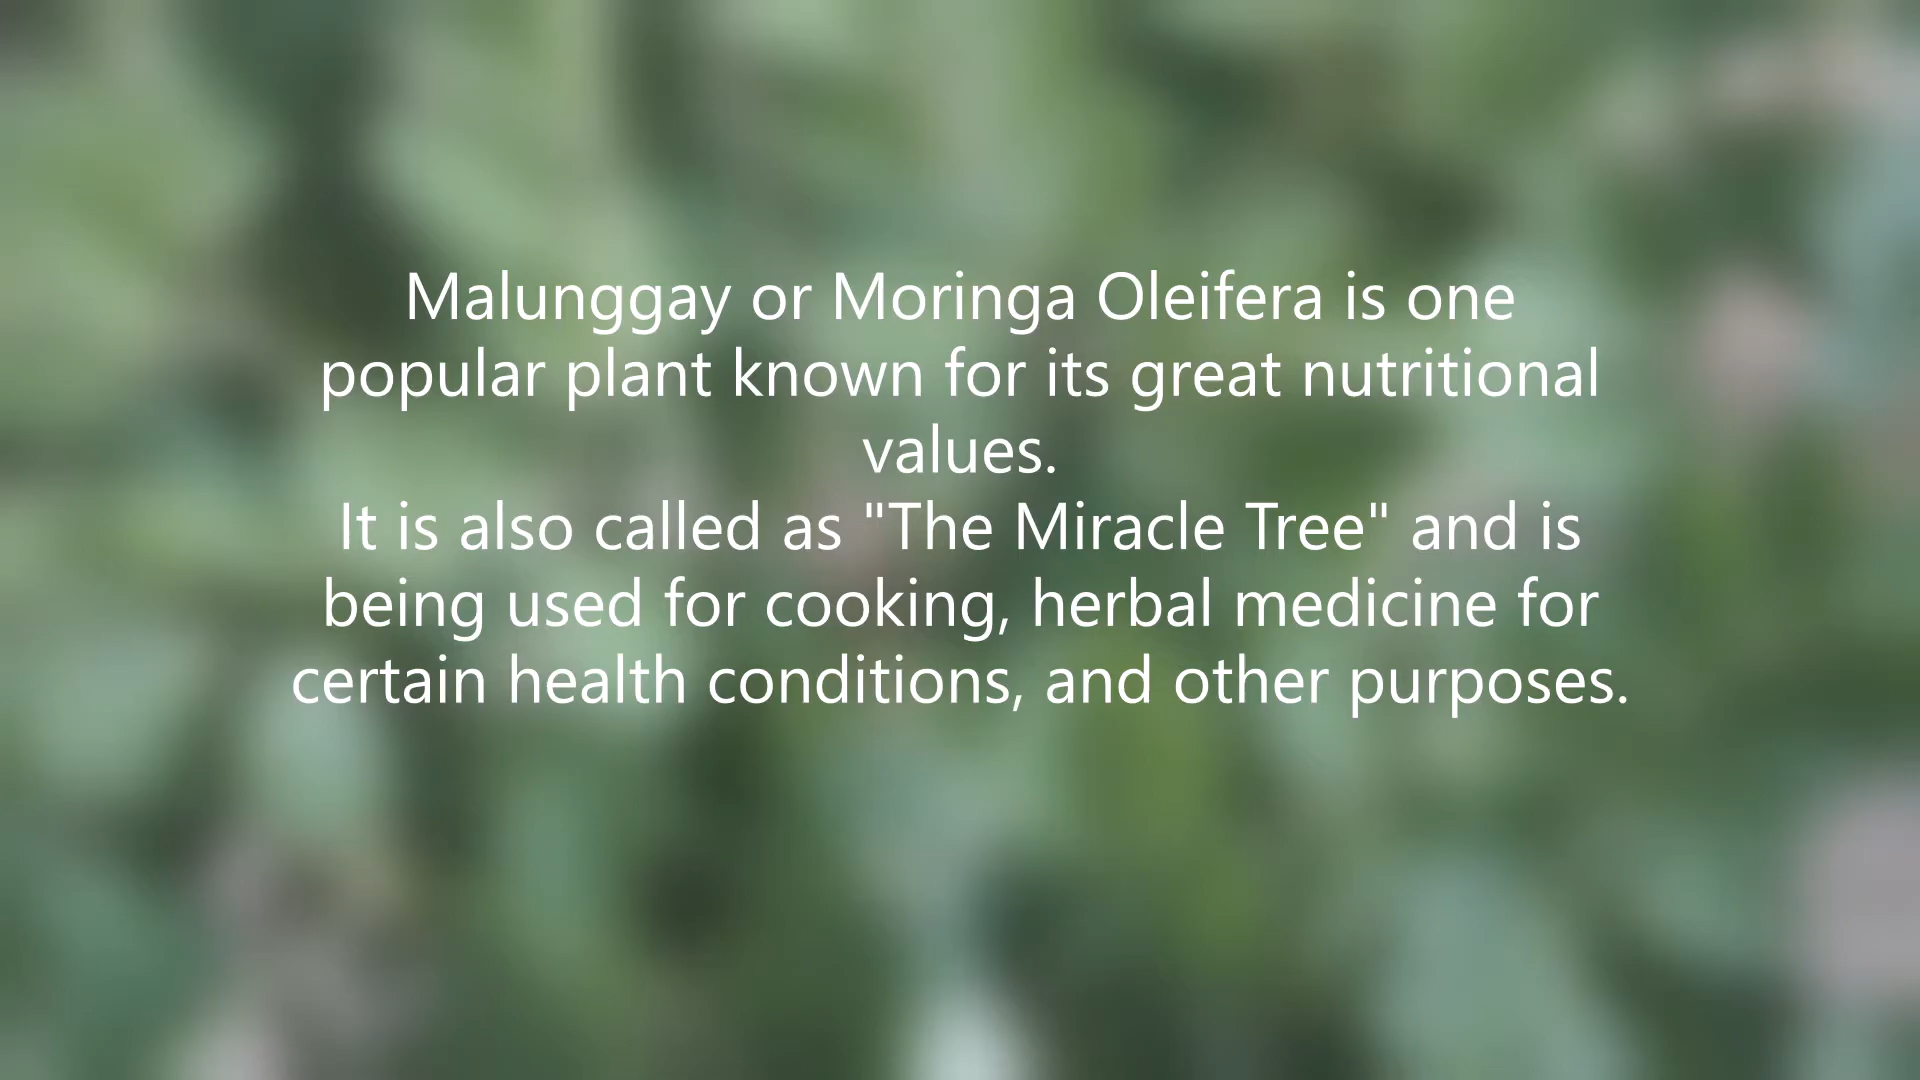 Malunggay or Moringa Oleifera is one
popular plant known for its great nutritional
values.
It is also called as "The Miracle Tree" and is
being used for cooking, herbal medicine for
certain health conditions, and other purposes.